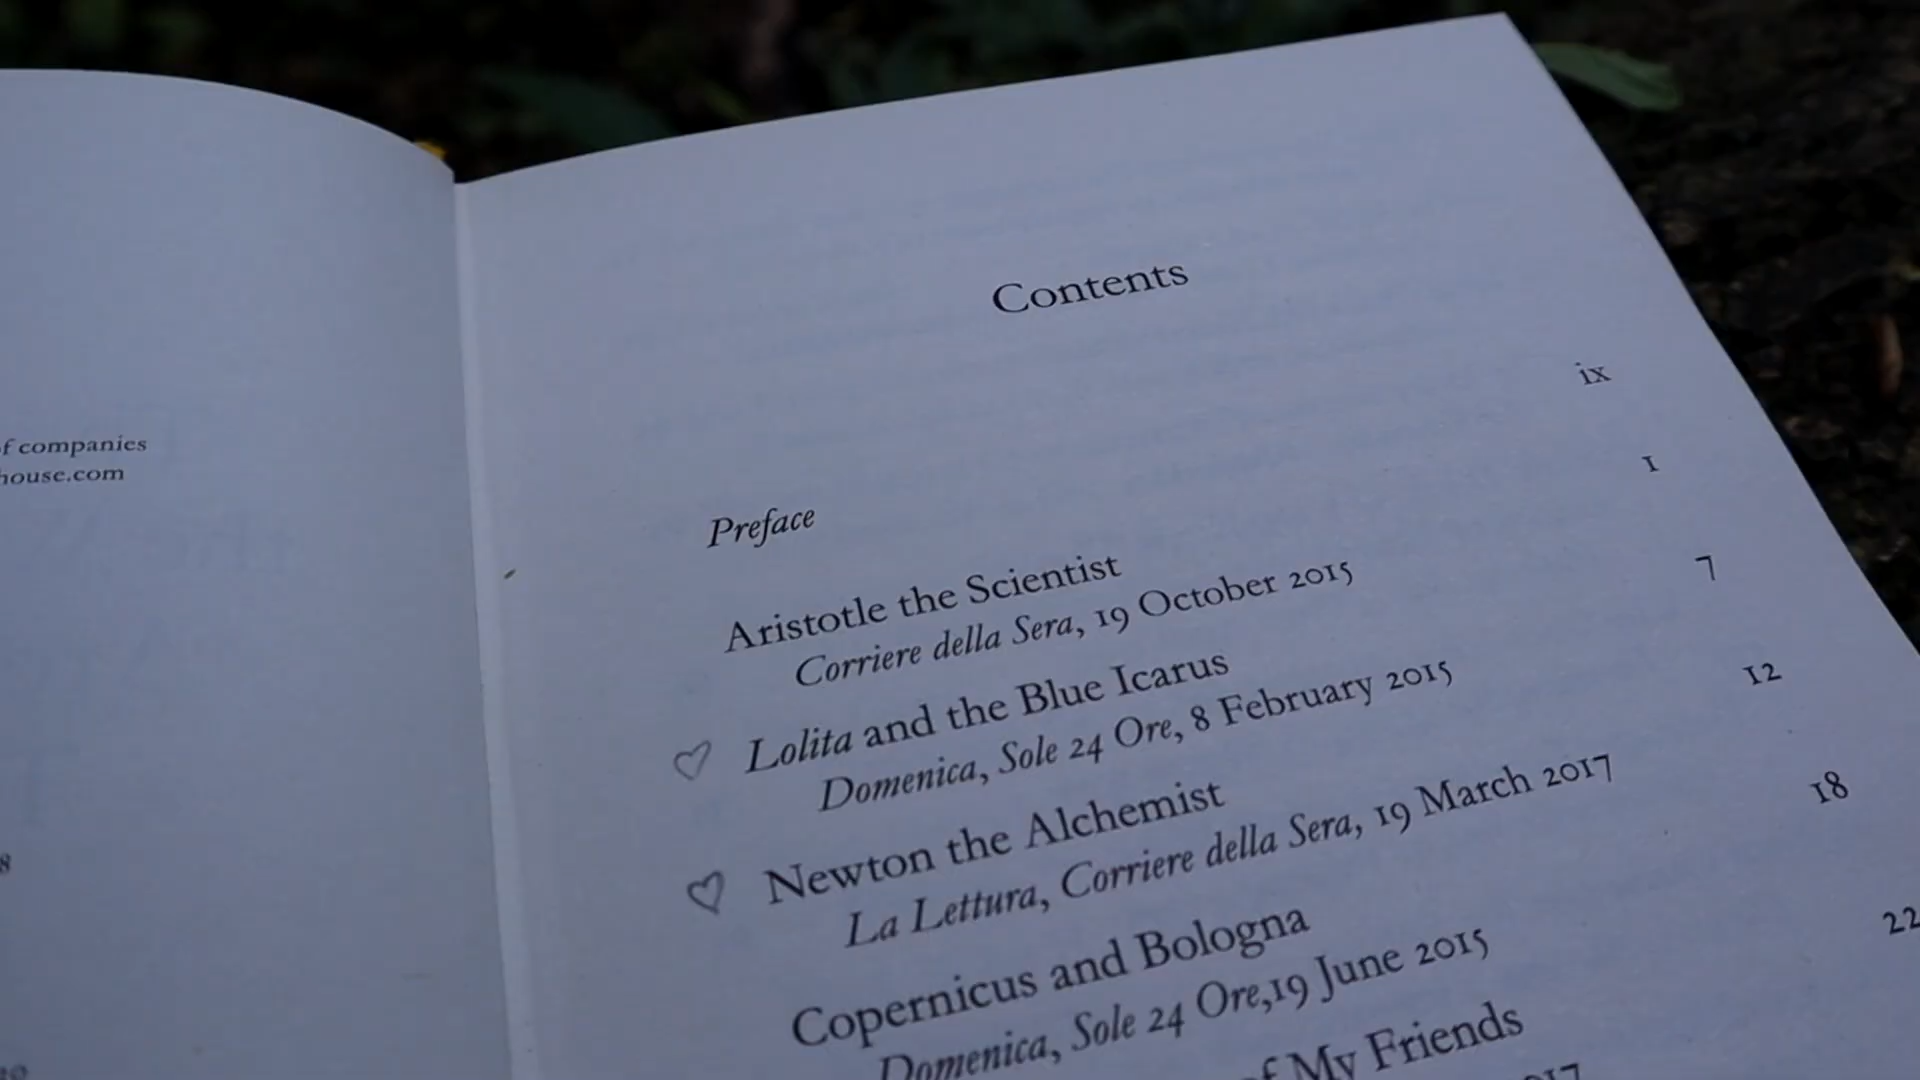 f companies
house.com
8
Contents
Preface ix
Aristotle the Scientist 1
Corriere della Sera, 19 October 2015
Lolita and the Blue Icarus 7
Domenica, Sole 24 Ore, 8 February 2015
Newton the Alchemist 12
La Lettura, Corriere della Sera, 19 March 2017
Copernicus and Bologna 18
Domenica, Sole 24 Ore,19 June 2015
My Friends 22